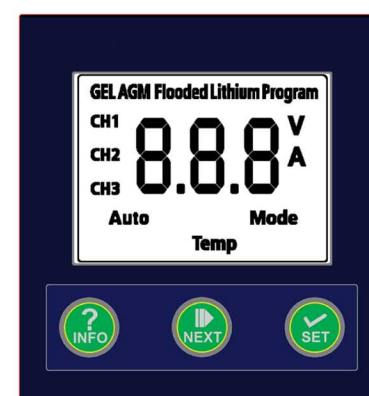 GEL AGM Flooded Lithium Program
CH1
CH2
CH3
8.8.8
V
A
Auto Mode
Temp
? INFO
NEXT
SET